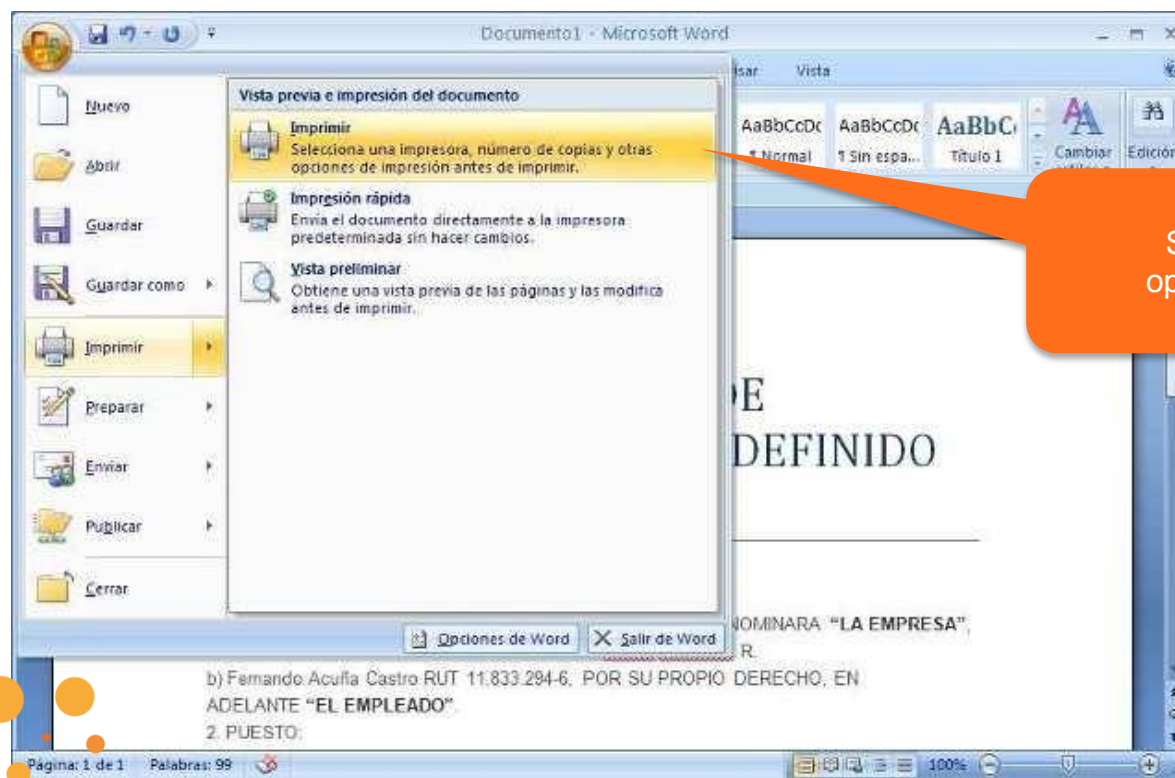 Documento1 - Microsoft Word
Vista
Nuevo
Abrir
Guardar
Guardar como
Imprimir
Preparar
Enviar
Publicar
Cerrar
Vista previa e impresión del documento
Imprimir
Selecciona una impresora, número de copias y otras
opciones de impresión antes de imprimir.
Impresión rápida
Envía el documento directamente a la impresora
predeterminada sin hacer cambios.
Vista preliminar
Obtiene una vista previa de las páginas y las modifica
antes de imprimir.
Opciones de Word
Salir de Word
AaBbCcDc AaBbCcDc AaBbCc
¶ Normal ¶ Sin espa... Título 1
Cambiar
Edición
S
op
DE
DEFINIDO
NOMINARA “LA EMPRESA”,
R.
b) Fernando Acuña Castro RUT 11.833.294-6, POR SU PROPIO DERECHO, EN
ADELANTE “EL EMPLEADO”.
2. PUESTO:
Página: 1 de 1 Palabras: 99 100%